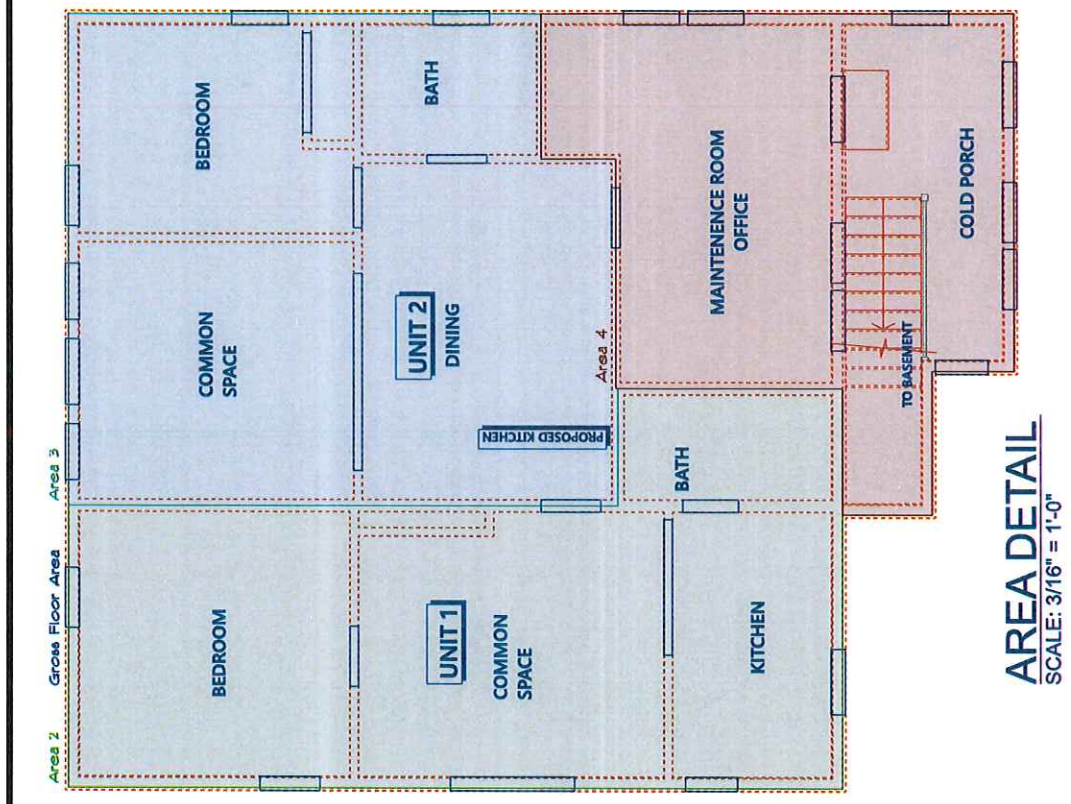 Area 2
Gross Floor Area
Area 3
BEDROOM
COMMON
SPACE
BEDROOM
UNIT 1
COMMON
SPACE
UNIT 2
DINING
BATH
PROPOSED KITCHEN
Area 4
KITCHEN
BATH
MAINTENENCE ROOM
OFFICE
TO BASEMENT
COLD PORCH
AREA DETAIL
SCALE: 3/16" = 1'-0"